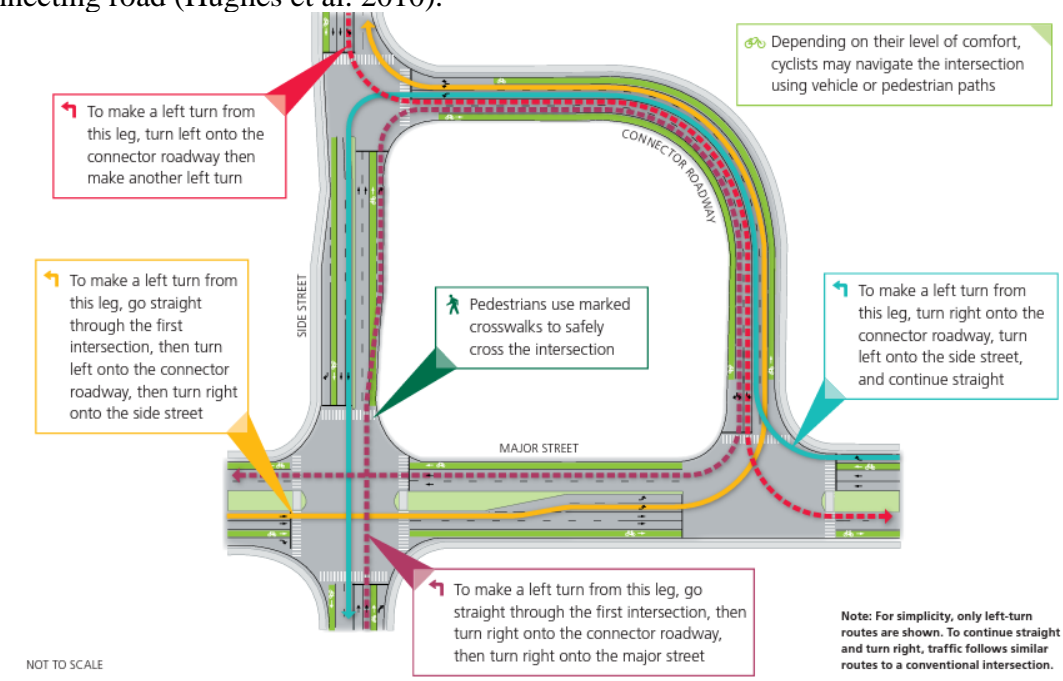 necting road (Hughes et al. 2010).
Depending on their level of comfort,
cyclists may navigate the intersection
using vehicle or pedestrian paths
To make a left turn from
this leg, turn left onto the
connector roadway then
make another left turn
CONNECTOR ROADWAY
To make a left turn from
this leg, go straight
through the first
intersection, then turn
left onto the connector
roadway, then turn right
onto the side street
SIDE STREET
Pedestrians use marked
crosswalks to safely
cross the intersection
To make a left turn from
this leg, turn right onto the
connector roadway, turn
left onto the side street,
and continue straight
MAJOR STREET
To make a left turn from this leg, go
straight through the first intersection, then
turn right onto the connector roadway,
then turn right onto the major street
Note: For simplicity, only left-turn
routes are shown. To continue straight
and turn right, traffic follows similar
routes to a conventional intersection.
NOT TO SCALE